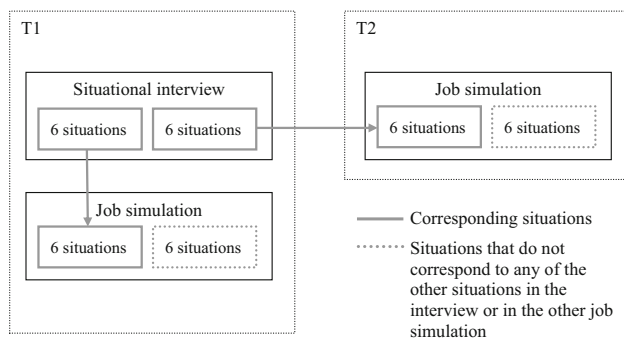 T1
Situational interview
6 situations
6 situations
Job simulation
6 situations
6 situations
T2
Job simulation
6 situations
6 situations
Corresponding situations
Situations that do not
correspond to any of the
other situations in the
interview or in the other job
simulation